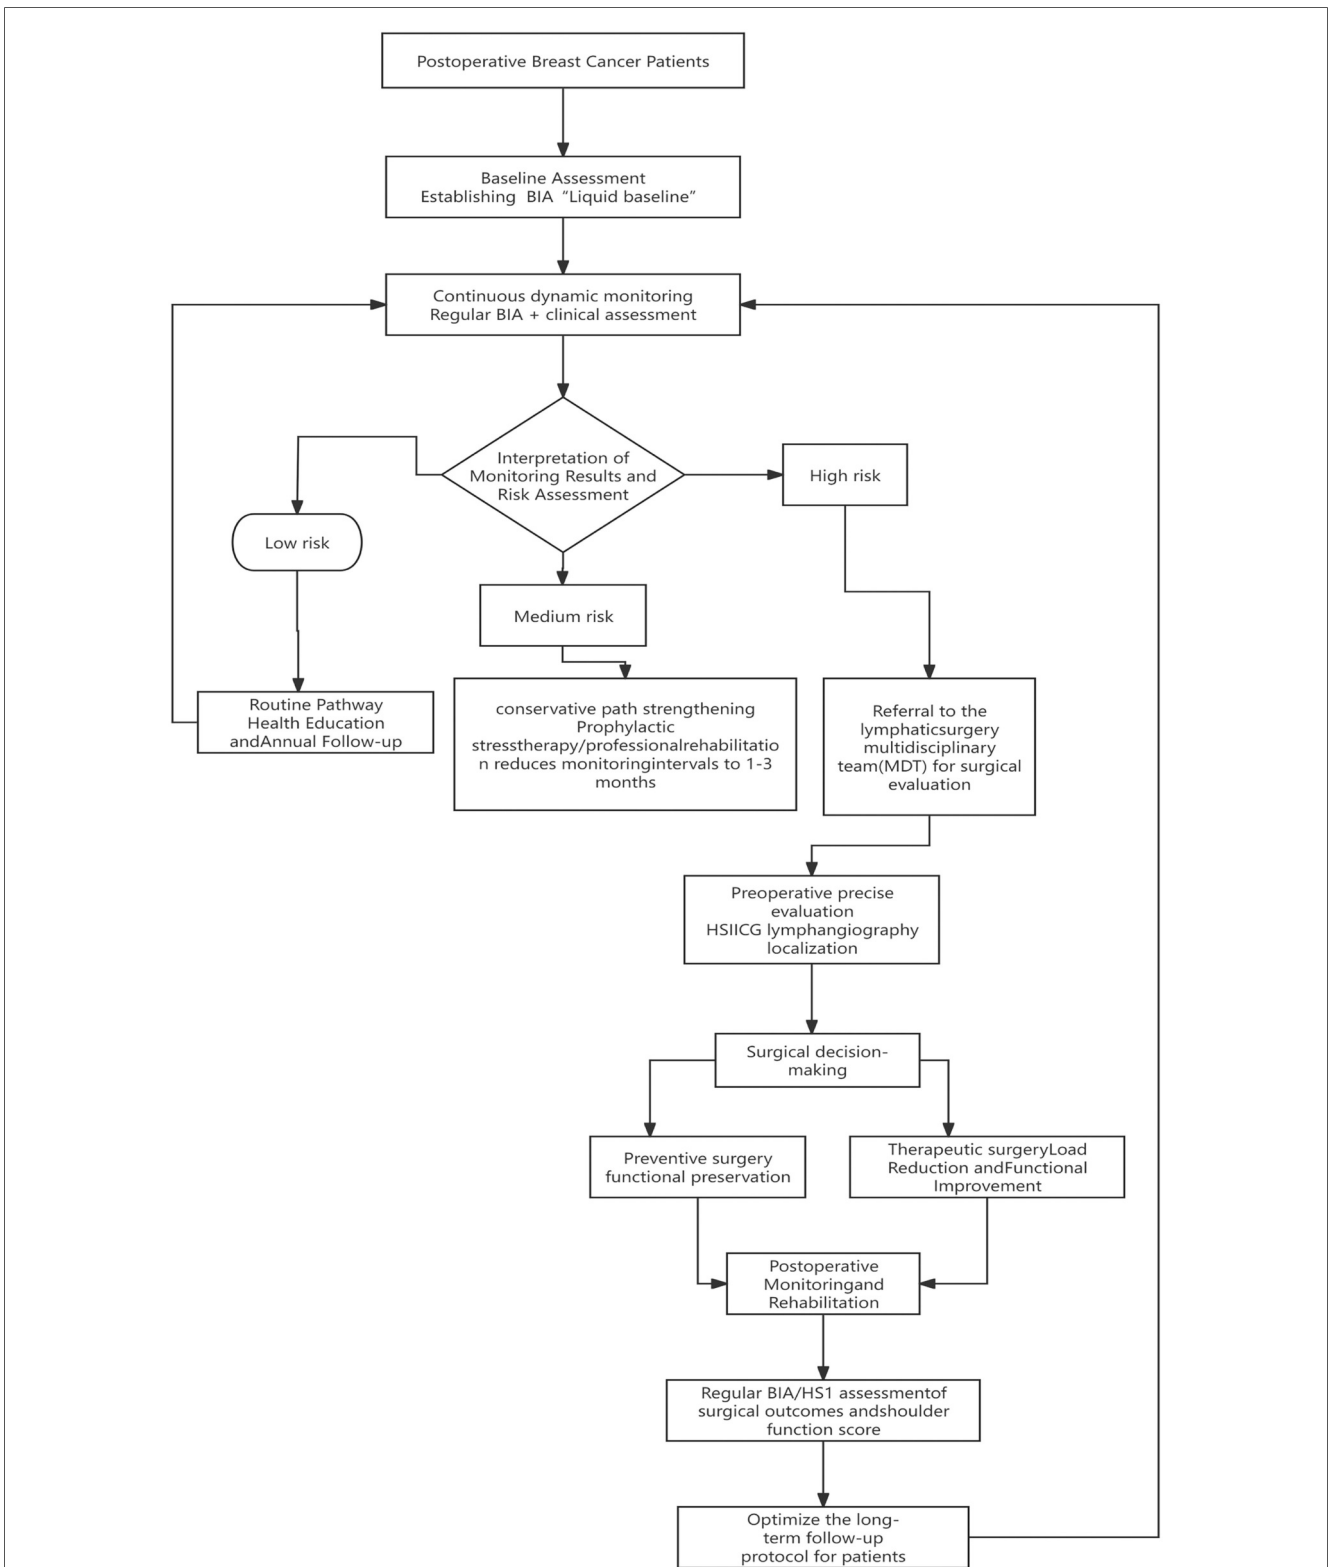 Postoperative Breast Cancer Patients
Baseline Assessment
Establishing BIA “Liquid baseline”
Continuous dynamic monitoring
Regular BIA + clinical assessment
Interpretation of
Monitoring Results and
Risk Assessment
High risk
Low risk
Medium risk
Routine Pathway
Health Education
andAnnual Follow-up
conservative path strengthening
Prophylactic
stresstherapy/professionalrehabilitatio
n reduces monitoringintervals to 1-3
months
Referral to the
lymphaticsurgery
multidisciplinary
team(MDT) for surgical
evaluation
Preoperative precise
evaluation
HSIICG lymphangiography
localization
Surgical decision-
making
Preventive surgery
functional preservation
Therapeutic surgeryLoad
Reduction andFunctional
Improvement
Postoperative
Monitoringand
Rehabilitation
Regular BIA/HS1 assessmentof
surgical outcomes andshoulder
function score
Optimize the long-
term follow-up
protocol for patients